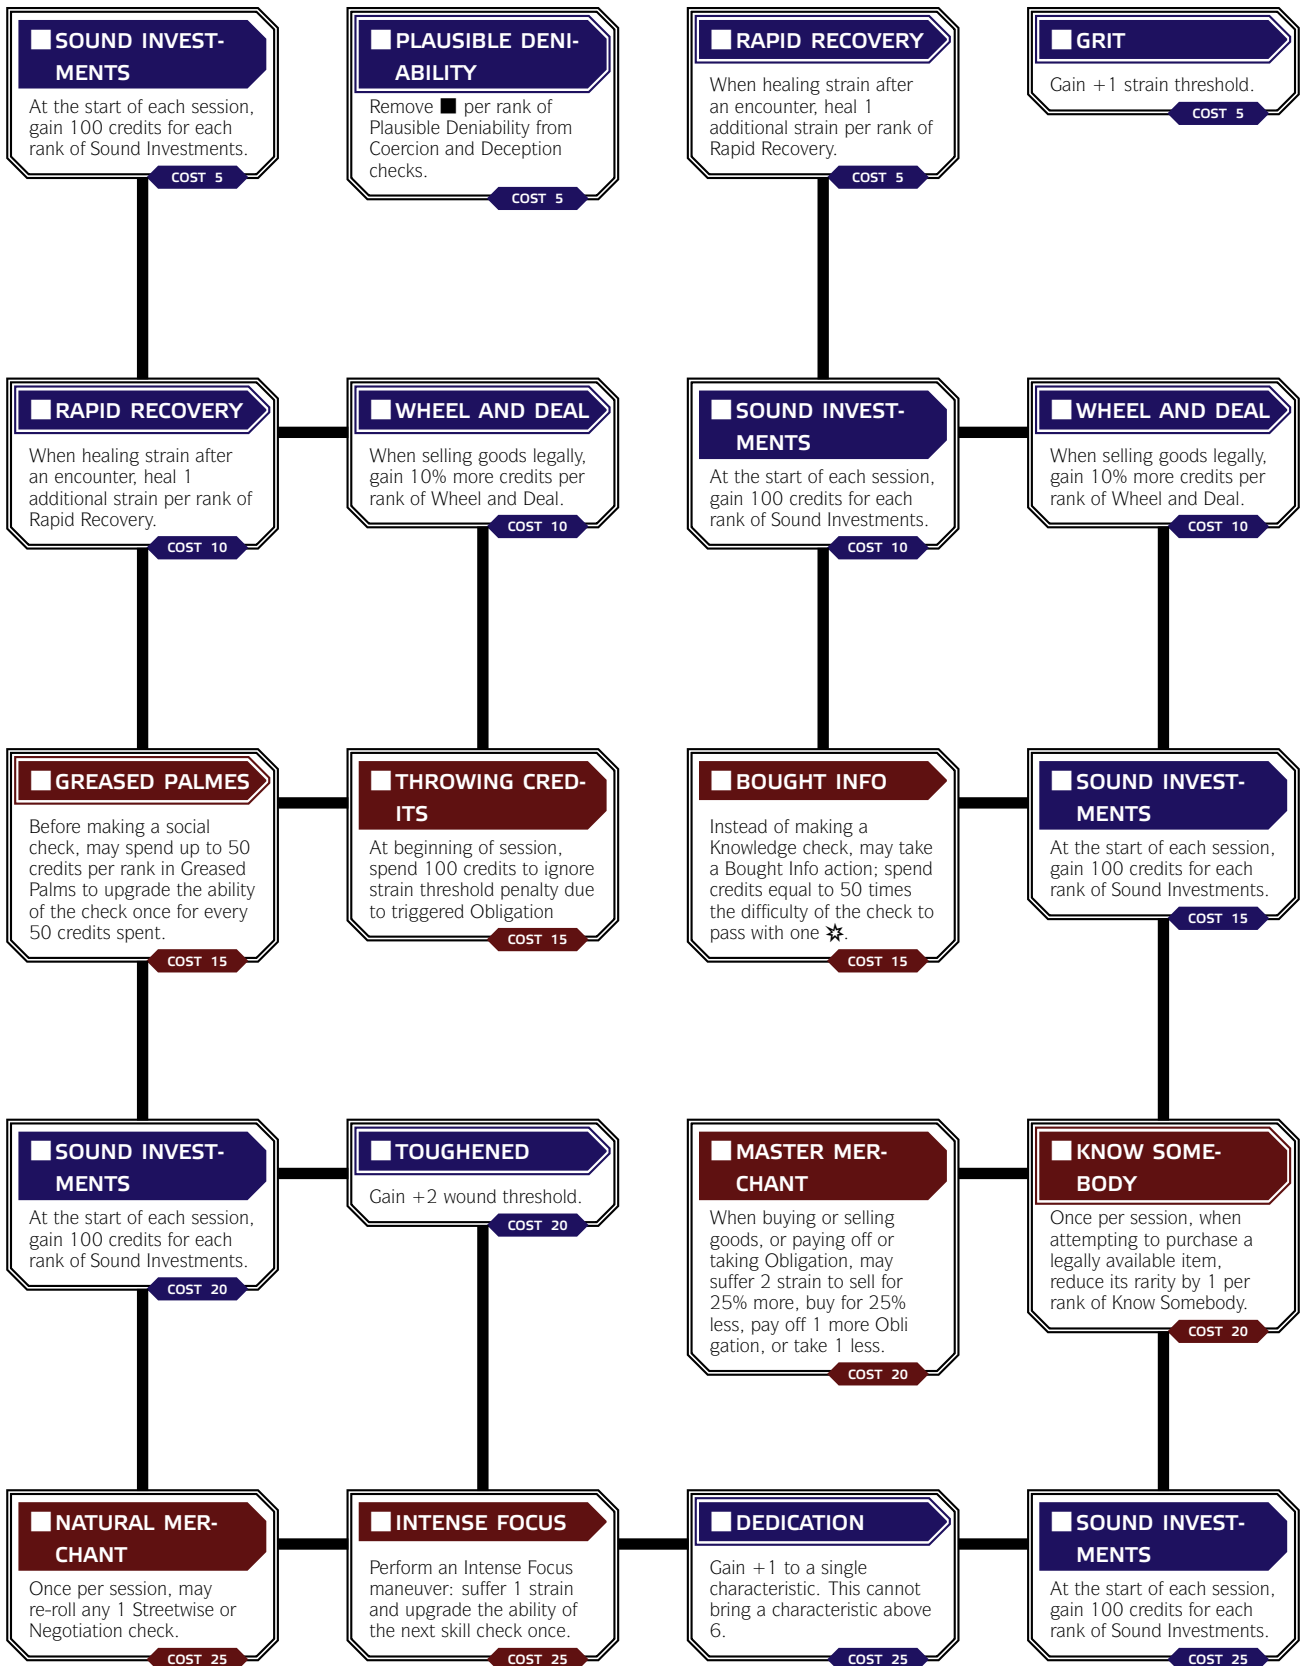 SOUND INVEST-
MENTS
At the start of each session,
gain 100 credits for each
rank of Sound Investments.
COST 5
PLAUSIBLE DENI-
ABILITY
Remove ■ per rank of
Plausible Deniability from
Coercion and Deception
checks.
COST 5
RAPID RECOVERY
When healing strain after
an encounter, heal 1
additional strain per rank of
Rapid Recovery.
COST 5
GRIT
Gain +1 strain threshold.
COST 5
RAPID RECOVERY
When healing strain after
an encounter, heal 1
additional strain per rank of
Rapid Recovery.
COST 10
WHEEL AND DEAL
When selling goods legally,
gain 10% more credits per
rank of Wheel and Deal.
COST 10
SOUND INVEST-
MENTS
At the start of each session,
gain 100 credits for each
rank of Sound Investments.
COST 10
WHEEL AND DEAL
When selling goods legally,
gain 10% more credits per
rank of Wheel and Deal.
COST 10
GREASED PALMES
Before making a social
check, may spend up to 50
credits per rank in Greased
Palms to upgrade the ability
of the check once for every
50 credits spent.
COST 15
THROWING CRED-
ITS
At beginning of session,
spend 100 credits to ignore
strain threshold penalty due
to triggered Obligation
COST 15
BOUGHT INFO
Instead of making a
Knowledge check, may take
a Bought Info action; spend
credits equal to 50 times
the difficulty of the check to
pass with one .
COST 15
SOUND INVEST-
MENTS
At the start of each session,
gain 100 credits for each
rank of Sound Investments.
COST 15
SOUND INVEST-
MENTS
At the start of each session,
gain 100 credits for each
rank of Sound Investments.
COST 20
TOUGHENED
Gain +2 wound threshold.
COST 20
MASTER MER-
CHANT
When buying or selling
goods, or paying off or
taking Obligation, may
suffer 2 strain to sell for
25% more, buy for 25%
less, pay off 1 more Obli
gation, or take 1 less.
COST 20
KNOW SOME-
BODY
Once per session, when
attempting to purchase a
legally available item,
reduce its rarity by 1 per
rank of Know Somebody.
COST 20
NATURAL MER-
CHANT
Once per session, may
re-roll any 1 Streetwise or
Negotiation check.
COST 25
INTENSE FOCUS
Perform an Intense Focus
maneuver: suffer 1 strain
and upgrade the ability of
the next skill check once.
COST 25
DEDICATION
Gain +1 to a single
characteristic. This cannot
bring a characteristic above
6.
COST 25
SOUND INVEST-
MENTS
At the start of each session,
gain 100 credits for each
rank of Sound Investments.
COST 25